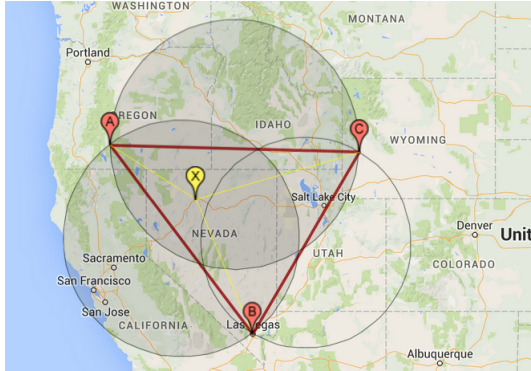 WASHINGTON
MONTANA
Portland
A
OREGON
C
IDAHO
WYOMING
X
Salt Lake City
NEVADA
Denver
Unit
UTAH
COLORADO
Sacramento
San Francisco
San Jose
B
CALIFORNIA
Las Vegas
Albuquerque